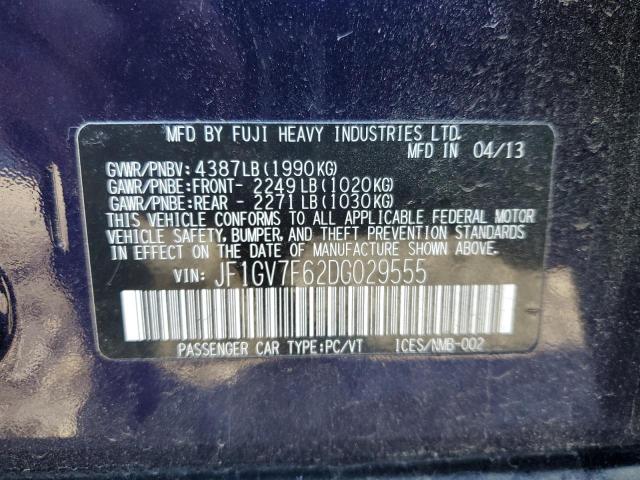 MFD BY FUJI HEAVY INDUSTRIES LTD.
MFD IN 04/13
GVWR/PNBV: 4387LB(1990KG)
GAWR/PNBE:FRONT- 2249LB(1020KG)
GAWR/PNBE:REAR - 2271LB(1030KG)
THIS VEHICLE CONFORMS TO ALL APPLICABLE FEDERAL MOTOR
VEHICLE SAFETY, BUMPER, AND THEFT PREVENTION STANDARDS
IN EFFECT ON THE DATE OF MANUFACTURE SHOWN ABOVE.
VIN: JF1GV7F62DG029555
PASSENGER CAR TYPE:PC/VT ICES/NMB-002